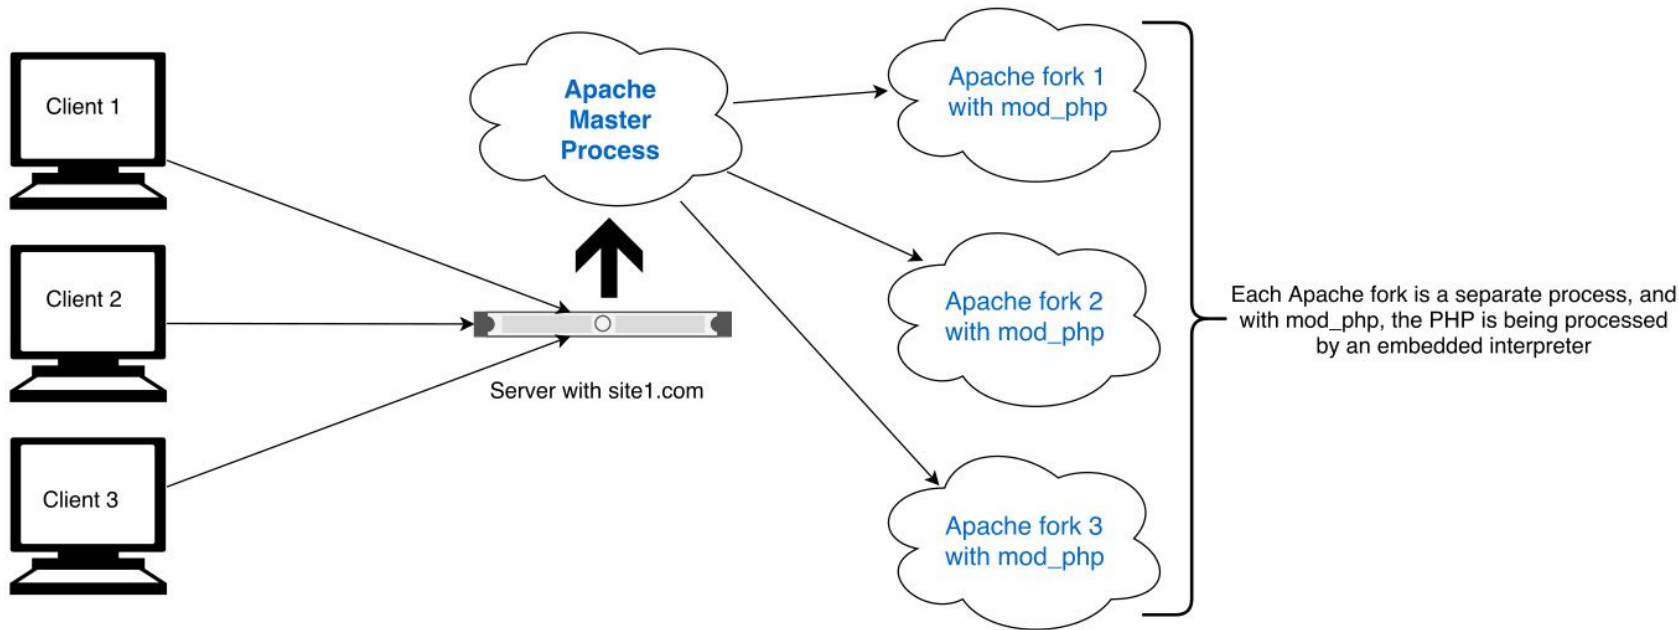 Client 1
Client 2
Client 3
Apache
Master
Process
Server with site1.com
Apache fork 1
with mod_php
Apache fork 2
with mod_php
Apache fork 3
with mod_php
Each Apache fork is a separate process, and
with mod_php, the PHP is being processed
by an embedded interpreter